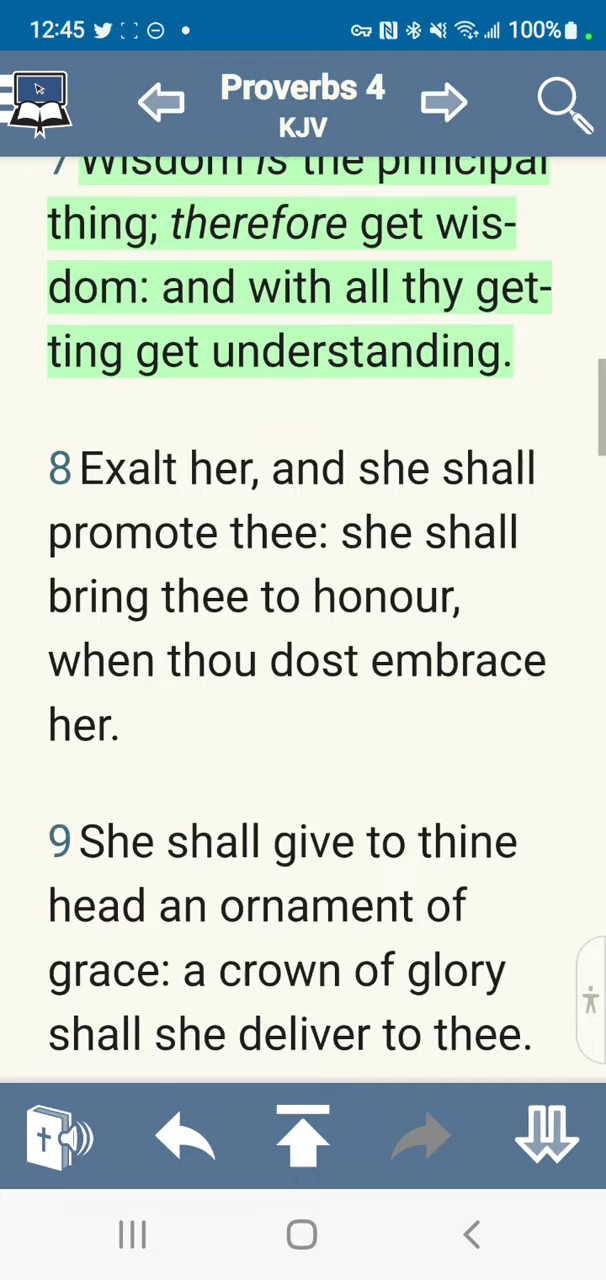 12:45
100%
Proverbs 4
KJV
7 Wisdom is the principal
thing; therefore get wis-
dom: and with all thy get-
ting get understanding.
8 Exalt her, and she shall
promote thee: she shall
bring thee to honour,
when thou dost embrace
her.
9 She shall give to thine
head an ornament of
grace: a crown of glory
shall she deliver to thee.